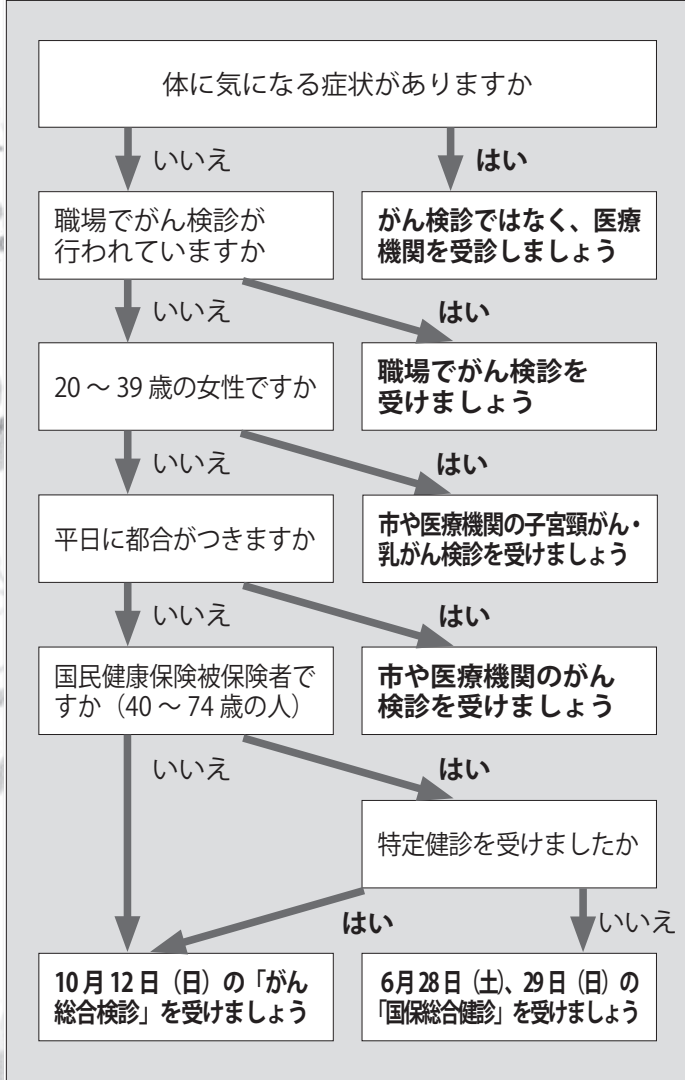 体に気になる症状がありますか
いいえ
はい
職場でがん検診が
行われていますか
がん検診ではなく、医療
機関を受診しましょう
いいえ
はい
20～39歳の女性ですか
職場でがん検診を
受けましょう
いいえ
はい
平日に都合がつきますか
市や医療機関の子宮頸がん・
乳がん検診を受けましょう
いいえ
はい
国民健康保険被保険者で
すか（40～74歳の人）
市や医療機関のがん
検診を受けましょう
いいえ
はい
特定健診を受けましたか
はい
いいえ
10月12日（日）の「がん
総合検診」を受けましょう
6月28日（土）、29日（日）の
「国保総合健診」を受けましょう